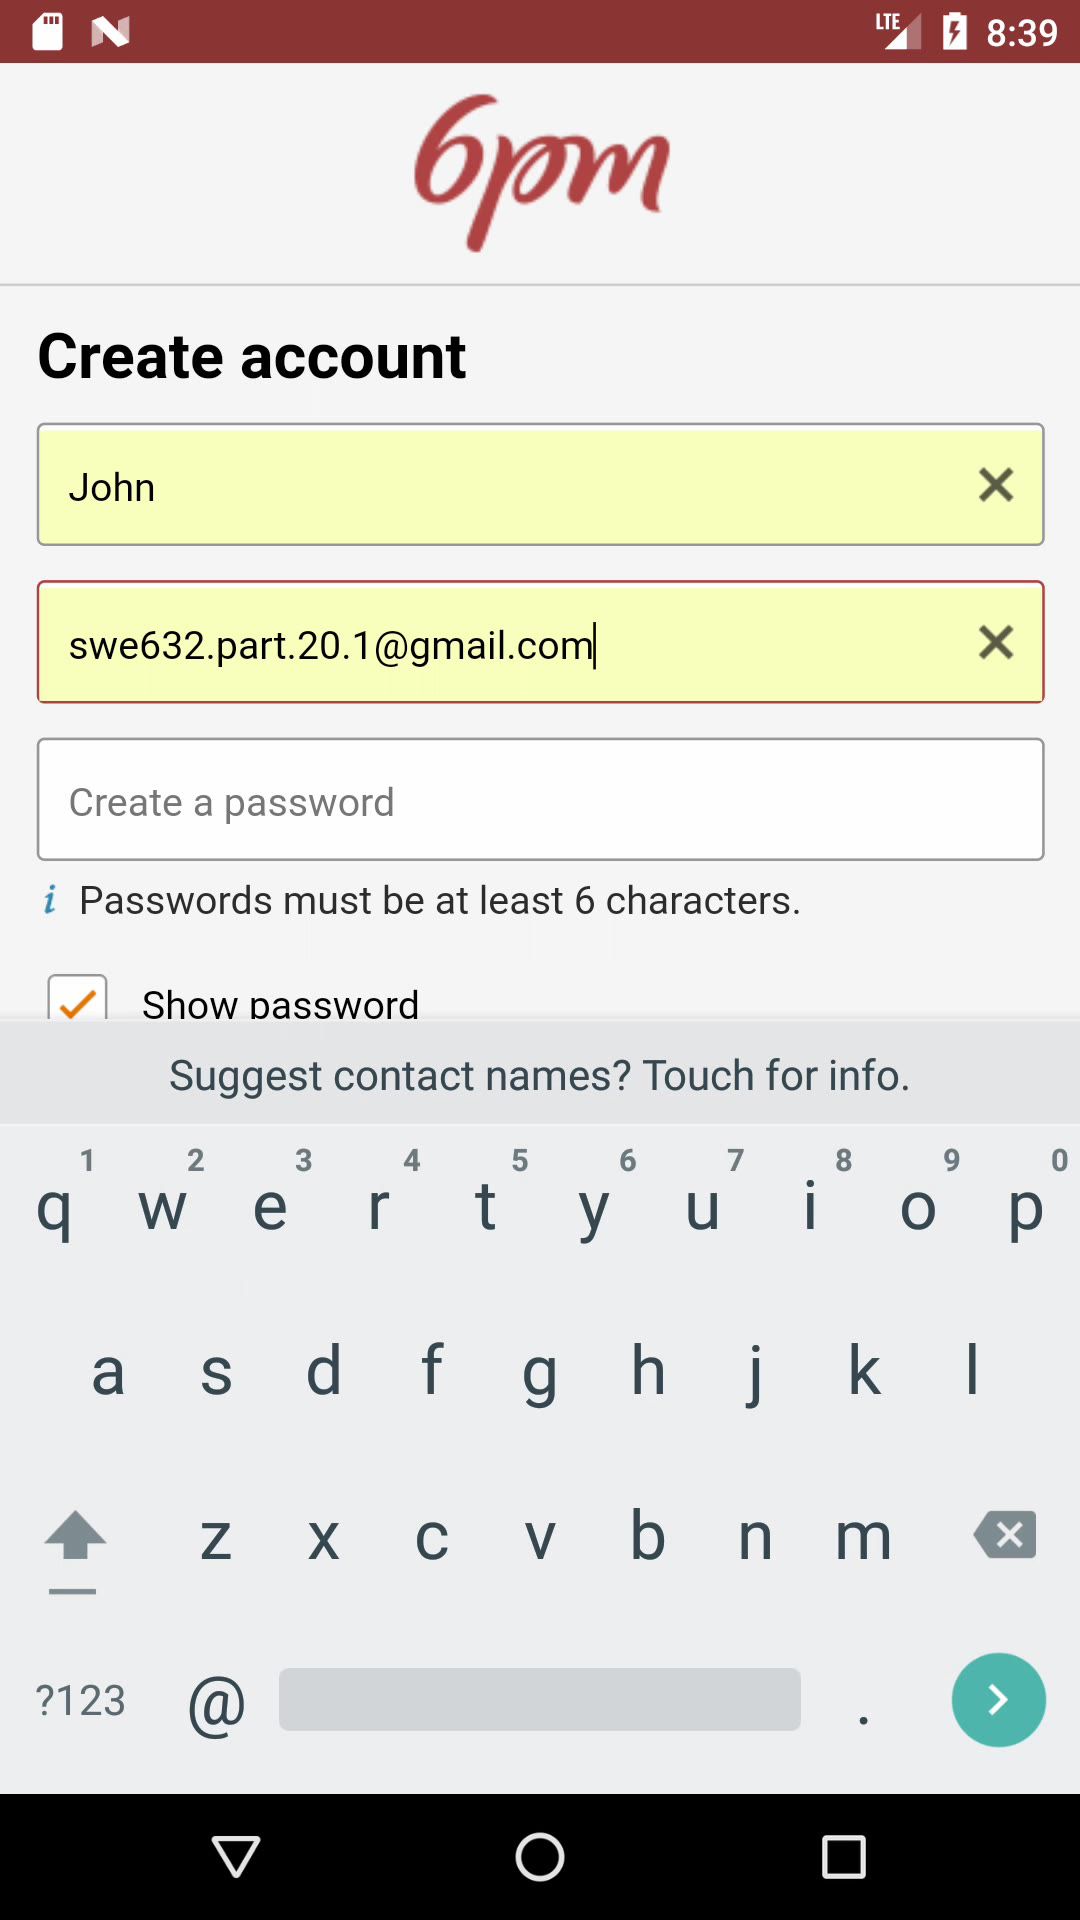 LTE 8:39
6pm
Create account
John
swe632.part.20.1@gmail.com
Create a password
i Passwords must be at least 6 characters.
Show password
Suggest contact names? Touch for info.
1 2 3 4 5 6 7 8 9 0
q w e r t y u i o p
a s d f g h j k l
z x c v b n m
?123 @ .